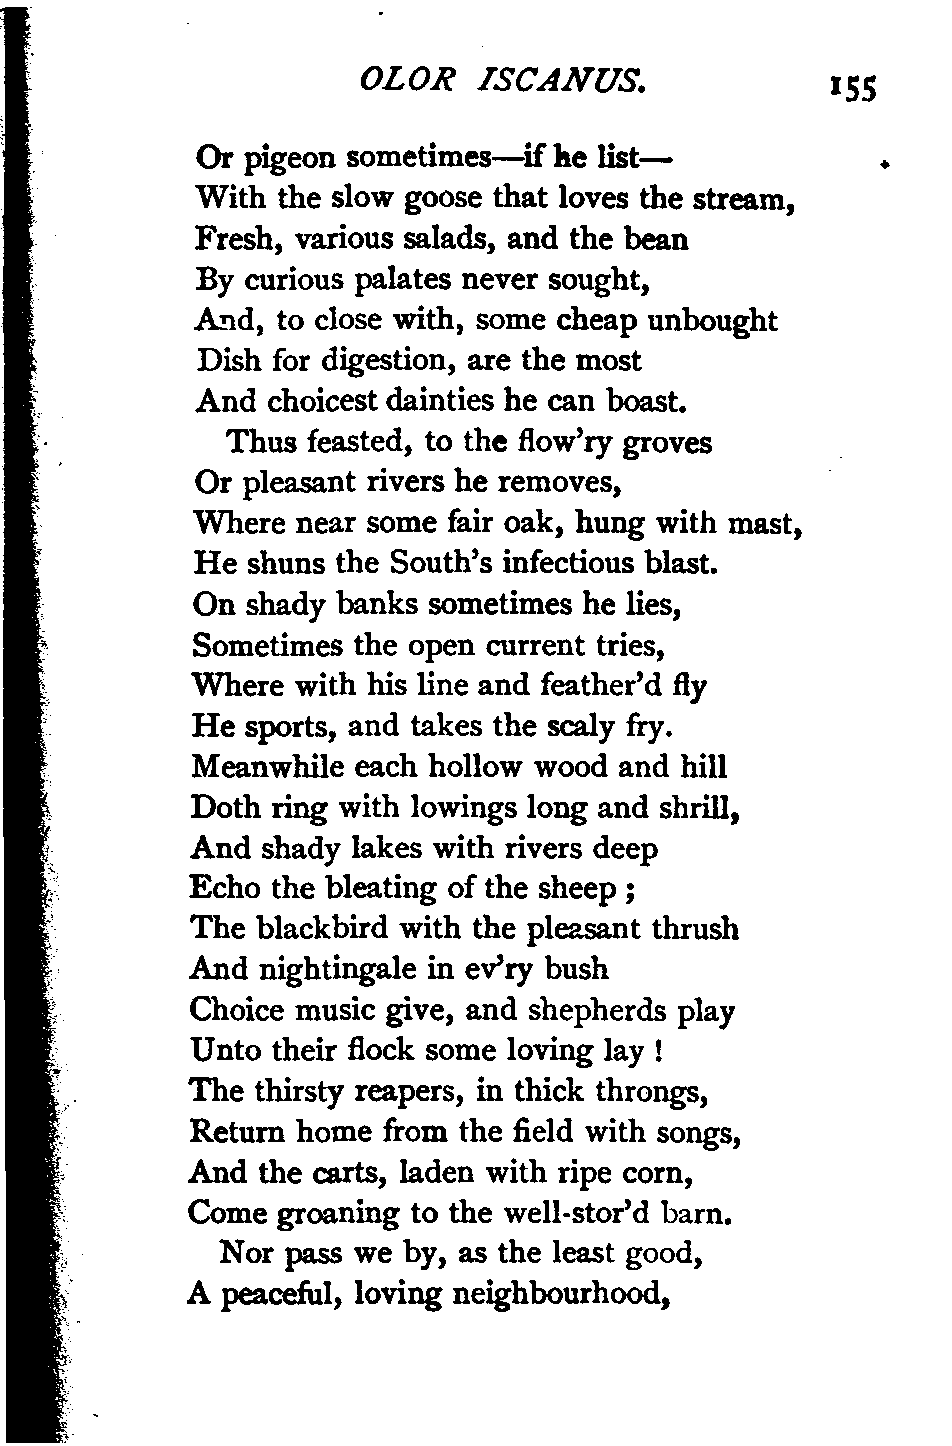 OLOR ISCANUS. 155
Or pigeon sometimes—if he list—
With the slow goose that loves the stream,
Fresh, various salads, and the bean
By curious palates never sought,
And, to close with, some cheap unbought
Dish for digestion, are the most
And choicest dainties he can boast.
Thus feasted, to the flow'ry groves
Or pleasant rivers he removes,
Where near some fair oak, hung with mast,
He shuns the South's infectious blast.
On shady banks sometimes he lies,
Sometimes the open current tries,
Where with his line and feather'd fly
He sports, and takes the scaly fry.
Meanwhile each hollow wood and hill
Doth ring with lowings long and shrill,
And shady lakes with rivers deep
Echo the bleating of the sheep ;
The blackbird with the pleasant thrush
And nightingale in ev'ry bush
Choice music give, and shepherds play
Unto their flock some loving lay !
The thirsty reapers, in thick throngs,
Return home from the field with songs,
And the carts, laden with ripe corn,
Come groaning to the well-stor'd barn.
Nor pass we by, as the least good,
A peaceful, loving neighbourhood,